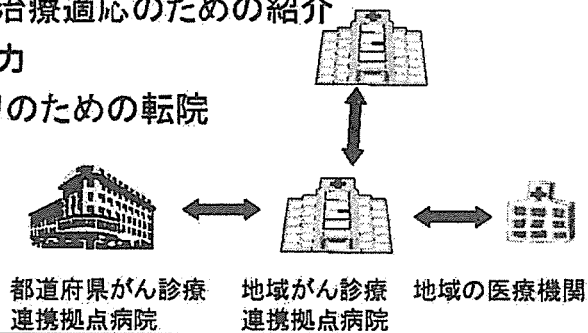 治療適応のための紹介
力
のための転院
都道府県がん診療
連携拠点病院
地域がん診療
連携拠点病院
地域の医療機関